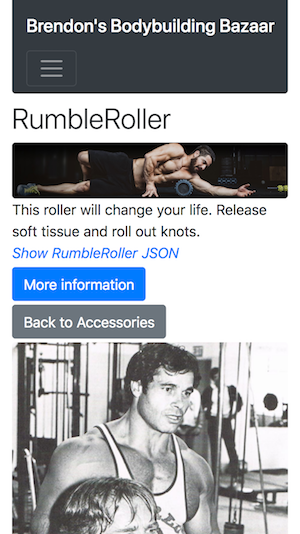 Brendon's Bodybuilding Bazaar
RumbleRoller
This roller will change your life. Release
soft tissue and roll out knots.
Show RumbleRoller JSON
More information
Back to Accessories